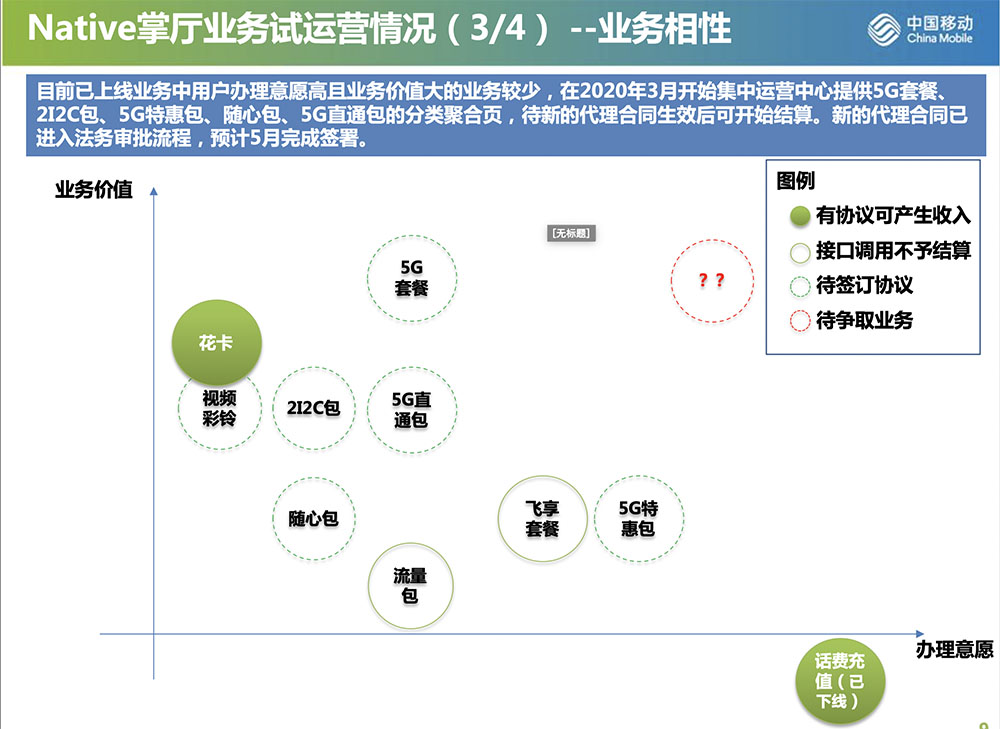 Native掌厅业务试运营情况（3/4） --业务相性
中国移动
China Mobile
目前已上线业务中用户办理意愿高且业务价值大的业务较少，在2020年3月开始集中运营中心提供5G套餐、
2I2C包、5G特惠包、随心包、5G直通包的分类聚合页，待新的代理合同生效后可开始结算。新的代理合同已
进入法务审批流程，预计5月完成签署。
业务价值
图例
有协议可产生收入
接口调用不予结算
待签订协议
待争取业务
[无标题]
5G
套餐
？？
花卡
视频
彩铃
2I2C包
5G直
通包
随心包
飞享
套餐
5G特
惠包
流量
包
办理意愿
话费充
值（已
下线）